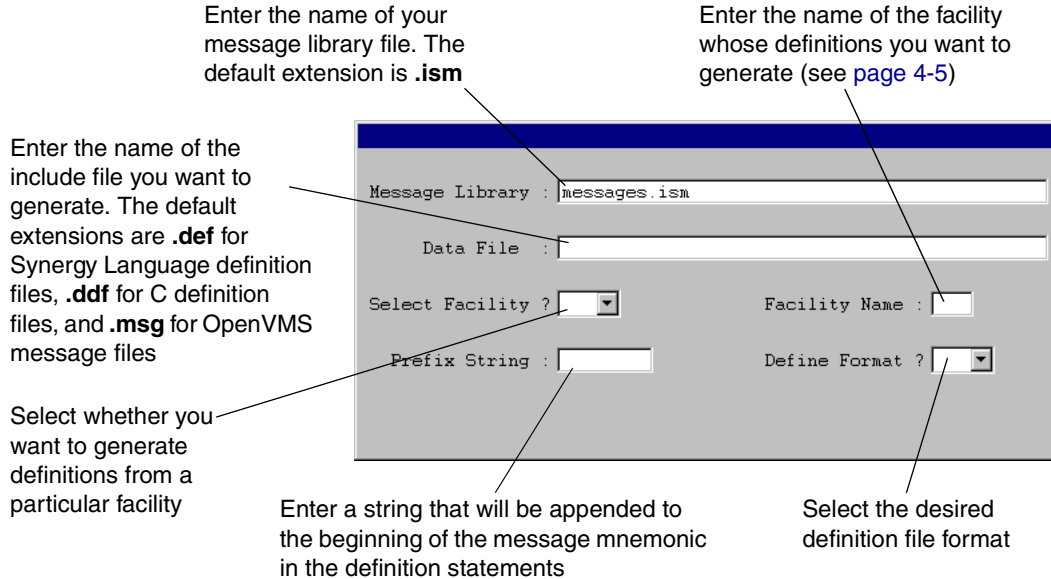 Enter the name of your
message library file. The
default extension is .ism
Enter the name of the facility
whose definitions you want to
generate (see page 4-5)
Enter the name of the
include file you want to
generate. The default
extensions are .def for
Synergy Language definition
files, .ddf for C definition
files, and .msg for OpenVMS
message files
Message Library : messages.ism
Data File :
Select Facility ?
Facility Name :
Prefix String :
Define Format ?
Select whether you
want to generate
definitions from a
particular facility
Enter a string that will be appended to
the beginning of the message mnemonic
in the definition statements
Select the desired
definition file format